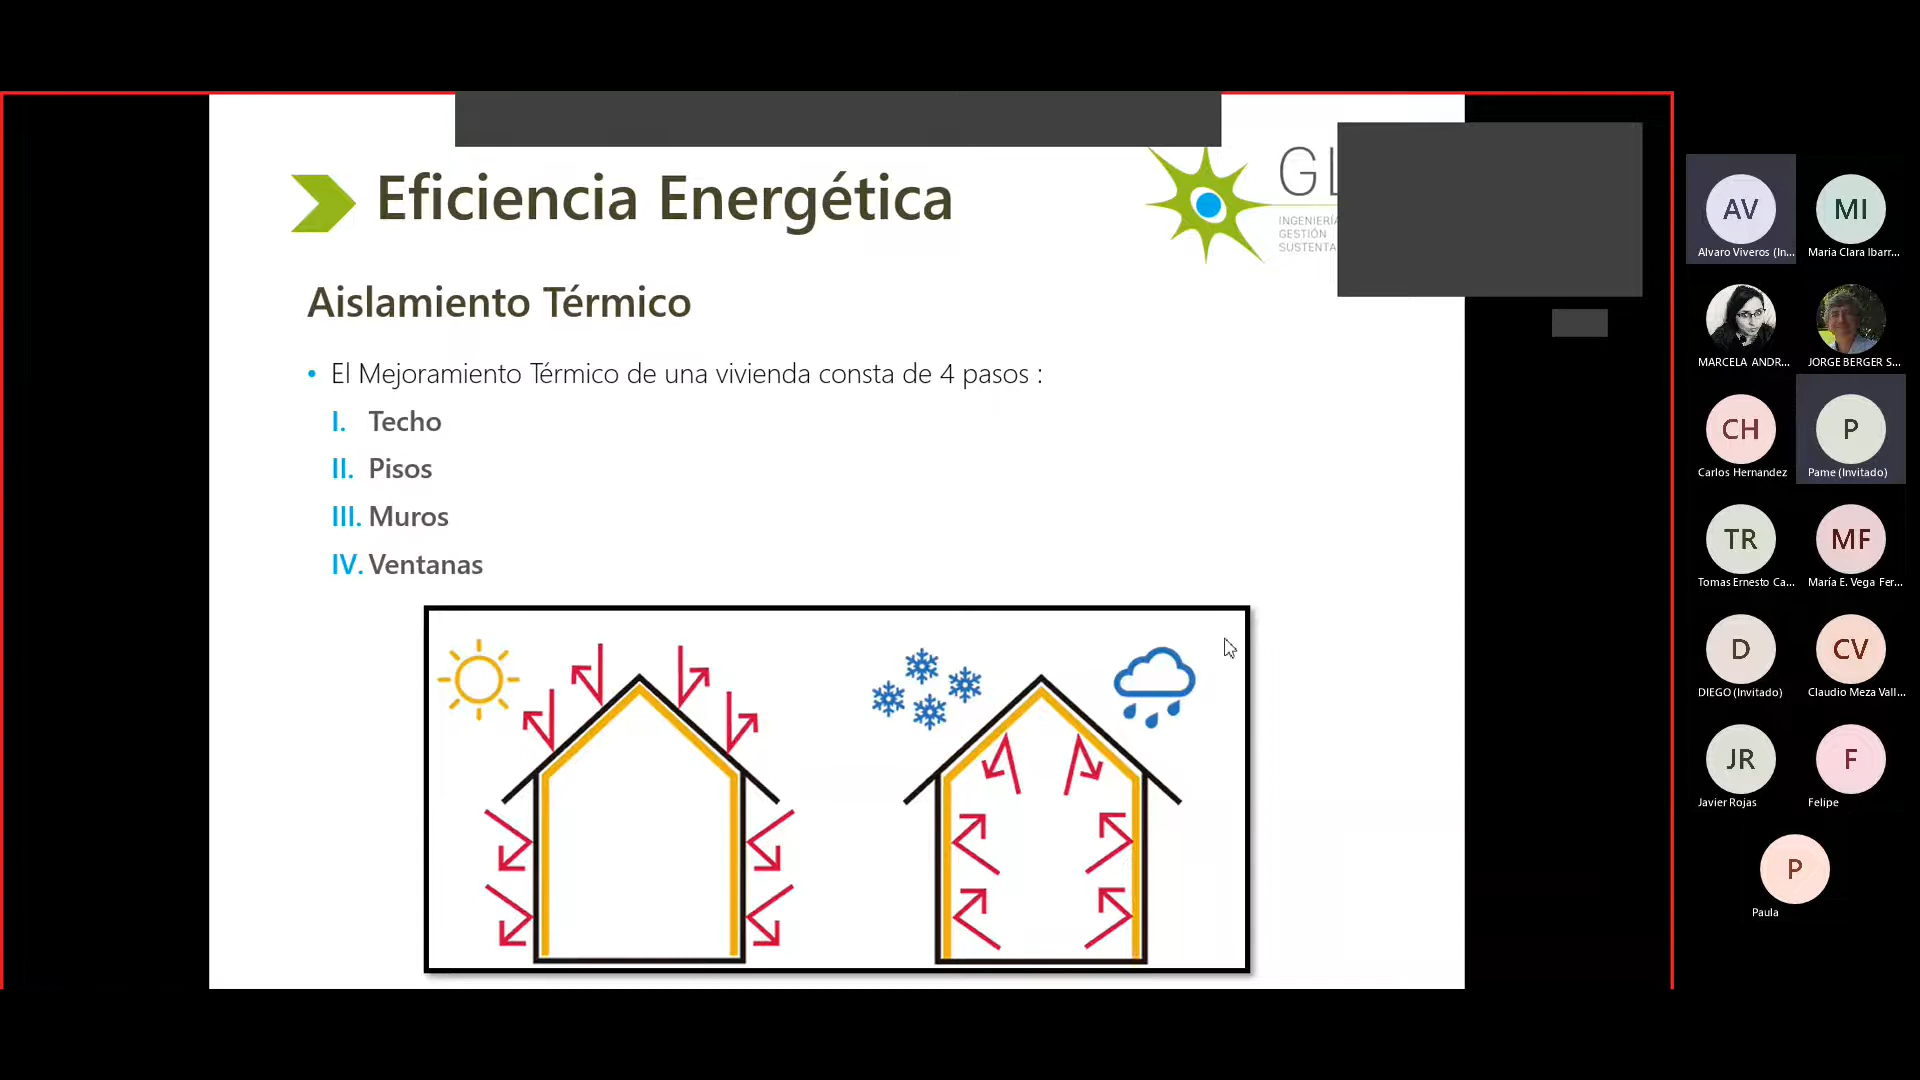 Eficiencia Energética
GL
INGENIERÍA
GESTIÓN
SUSTENTA
Aislamiento Térmico
• El Mejoramiento Térmico de una vivienda consta de 4 pasos :
I. Techo
II. Pisos
III. Muros
IV. Ventanas
AV
Alvaro Viveros (In...
MI
Maria Clara Ibarr...
MARCELA ANDR...
JORGE BERGER S...
CH
Carlos Hernandez
P
Pame (Invitado)
TR
Tomas Ernesto Ca...
MF
María E. Vega Fer...
D
DIEGO (Invitado)
CV
Claudio Meza Vall...
JR
Javier Rojas
F
Felipe
P
Paula